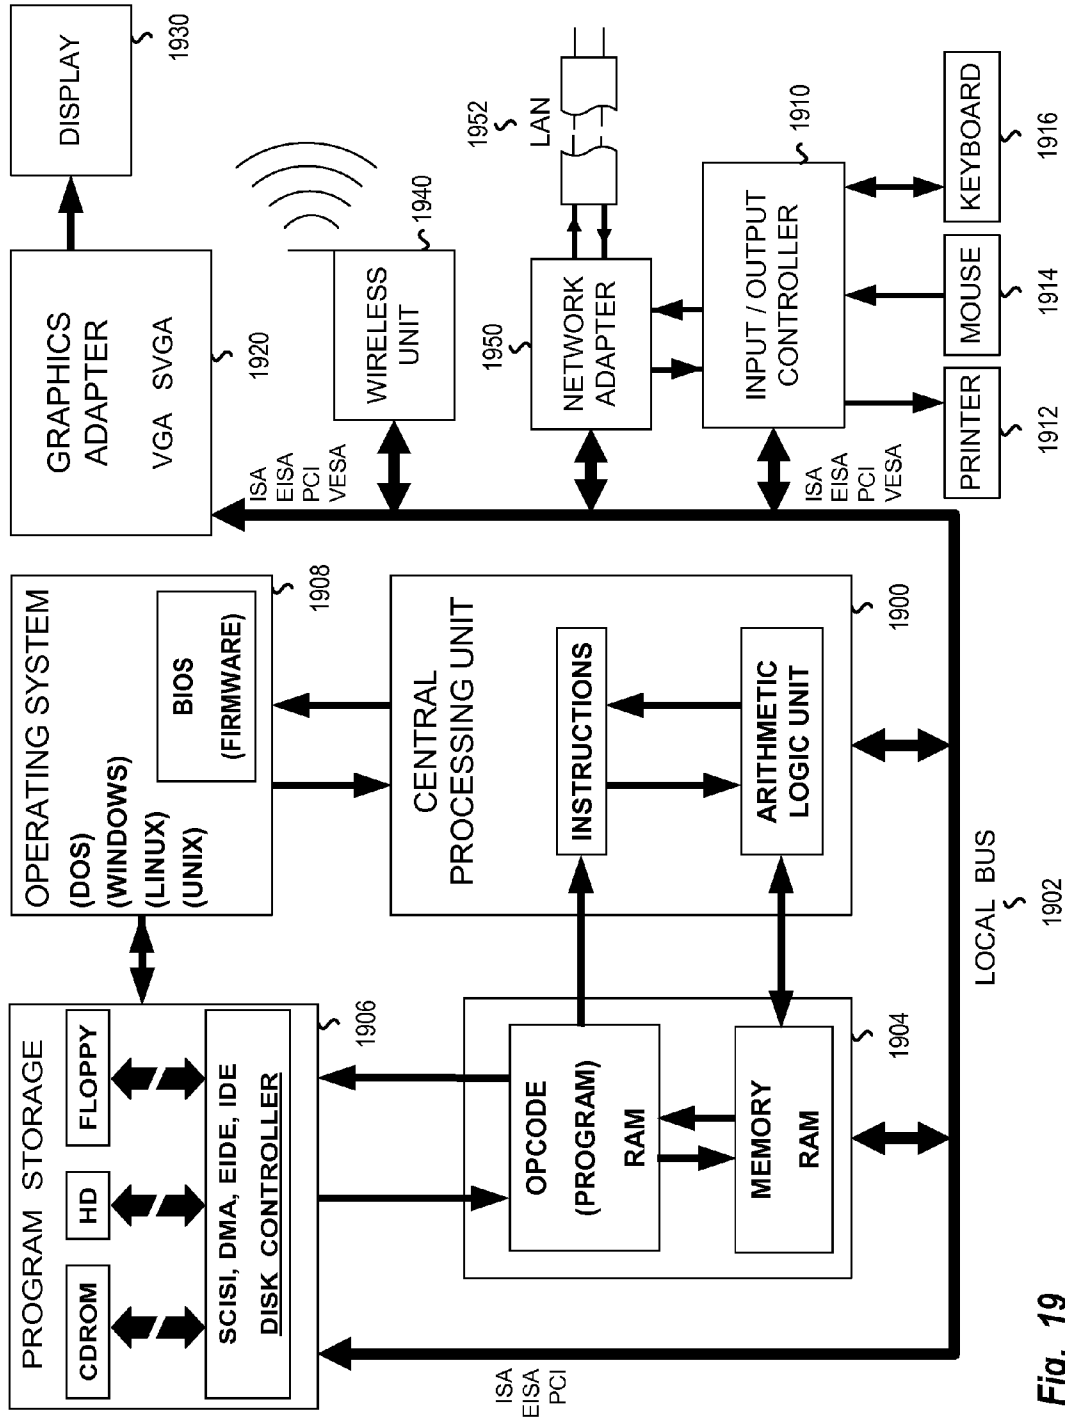 PROGRAM STORAGE
CDROM
HD
FLOPPY
SCISI, DMA, EIDE, IDE
DISK CONTROLLER
1906
OPERATING SYSTEM
(DOS)
(WINDOWS)
(LINUX)
(UNIX)
BIOS
(FIRMWARE)
1908
GRAPHICS
ADAPTER
VGA SVGA
1920
DISPLAY
1930
ISA
EISA
PCI
VESA
WIRELESS
UNIT
1940
OPCODE
(PROGRAM)
RAM
MEMORY
RAM
1904
CENTRAL
PROCESSING UNIT
INSTRUCTIONS
ARITHMETIC
LOGIC UNIT
1900
1950
NETWORK
ADAPTER
1952
LAN
INPUT / OUTPUT
CONTROLLER
1910
ISA
EISA
PCI
VESA
ISA
EISA
PCI
LOCAL BUS
1902
PRINTER
1912
MOUSE
1914
KEYBOARD
1916
Fig. 19